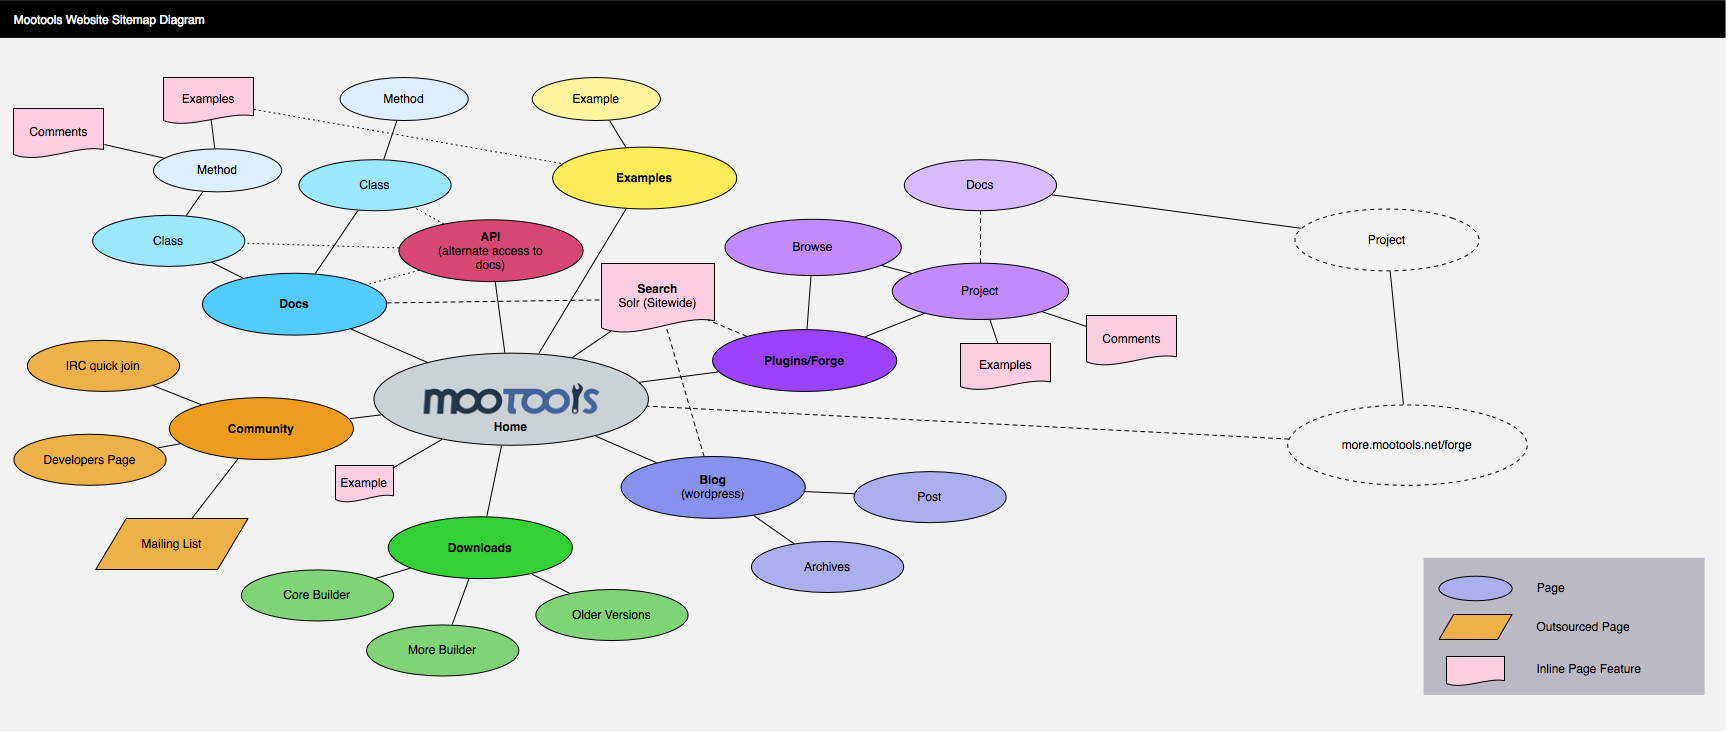 Mootools Website Sitemap Diagram
Examples
Method
Example
Comments
Method
Class
Examples
Docs
Class
API
(alternate access to
docs)
Browse
Project
Search
Solr (Sitewide)
Project
Docs
Comments
IRC quick join
Plugins/Forge
Examples
mootools
Home
Community
more.mootools.net/forge
Developers Page
Example
Blog
(wordpress)
Post
Mailing List
Downloads
Archives
Core Builder
Older Versions
More Builder
Page
Outsourced Page
Inline Page Feature